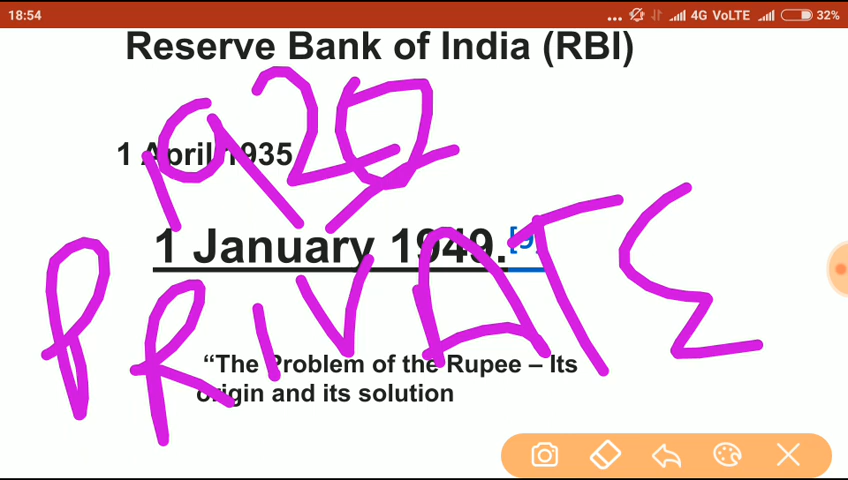 18:54 ... 4G VoLTE 32%
Reserve Bank of India (RBI)
1 April 1935
1 January 1949.[9]
PRIVATE
“The Problem of the Rupee – Its
origin and its solution